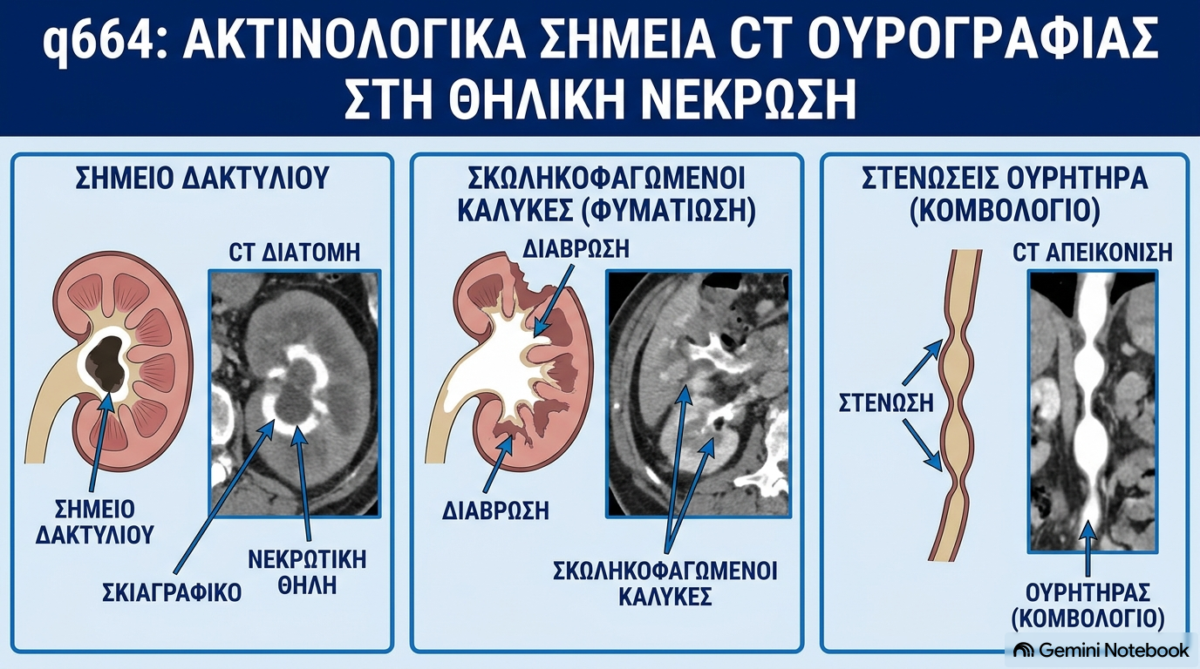 q664: ΑΚΤΙΝΟΛΟΓΙΚΑ ΣΗΜΕΙΑ CT ΟΥΡΟΓΡΑΦΙΑΣ
ΣΤΗ ΘΗΛΙΚΗ ΝΕΚΡΩΣΗ
ΣΗΜΕΙΟ ΔΑΚΤΥΛΙΟΥ
CT ΔΙΑΤΟΜΗ
ΣΗΜΕΙΟ
ΔΑΚΤΥΛΙΟΥ
ΣΚΙΑΓΡΑΦΙΚΟ
ΝΕΚΡΩΤΙΚΗ
ΘΗΛΗ
ΣΚΩΛΗΚΟΦΑΓΩΜΕΝΟΙ
ΚΑΛΥΚΕΣ (ΦΥΜΑΤΙΩΣΗ)
ΔΙΑΒΡΩΣΗ
ΔΙΑΒΡΩΣΗ
ΣΚΩΛΗΚΟΦΑΓΩΜΕΝΟΙ
ΚΑΛΥΚΕΣ
ΣΤΕΝΩΣΕΙΣ ΟΥΡΗΤΗΡΑ
(ΚΟΜΒΟΛΟΓΙΟ)
CT ΑΠΕΙΚΟΝΙΣΗ
ΣΤΕΝΩΣΗ
ΟΥΡΗΤΗΡΑΣ
(ΚΟΜΒΟΛΟΓΙΟ)
Gemini Notebook